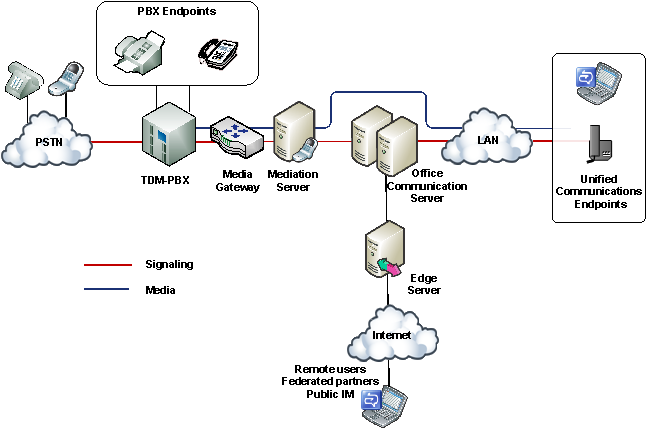 PBX Endpoints
PSTN
TDM-PBX
Media
Gateway
Mediation
Server
Office
Communication
Server
LAN
Unified
Communications
Endpoints
Signaling
Media
Edge
Server
Internet
Remote users
Federated partners
Public IM